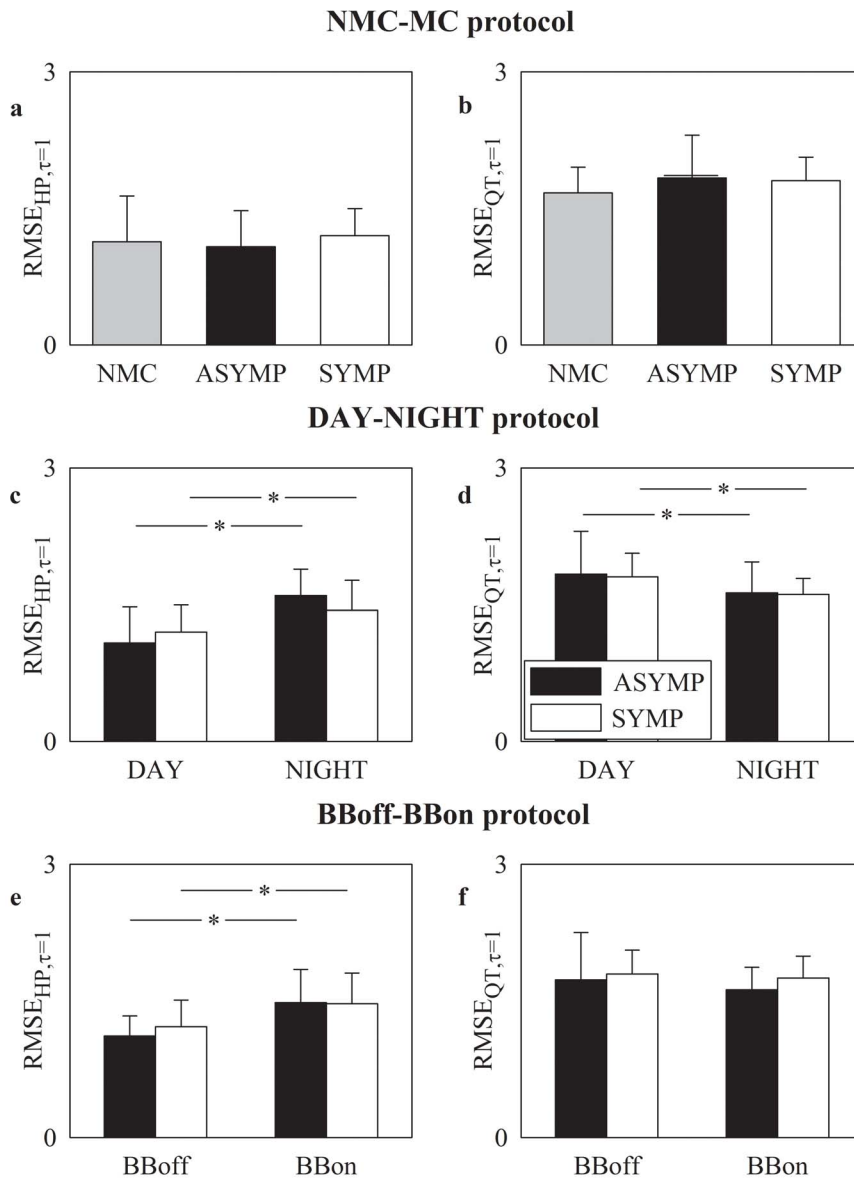 NMC-MC protocol
a
3
RMSE_HP,τ=1
0
NMC ASYMP SYMP
b
3
RMSE_QT,τ=1
0
NMC ASYMP SYMP
DAY-NIGHT protocol
c
3
*
*
RMSE_HP,τ=1
0
DAY NIGHT
d
3
*
*
RMSE_QT,τ=1
ASYMP
SYMP
0
DAY NIGHT
BBoff-BBon protocol
e
3
*
*
RMSE_HP,τ=1
0
BBoff BBon
f
3
RMSE_QT,τ=1
0
BBoff BBon